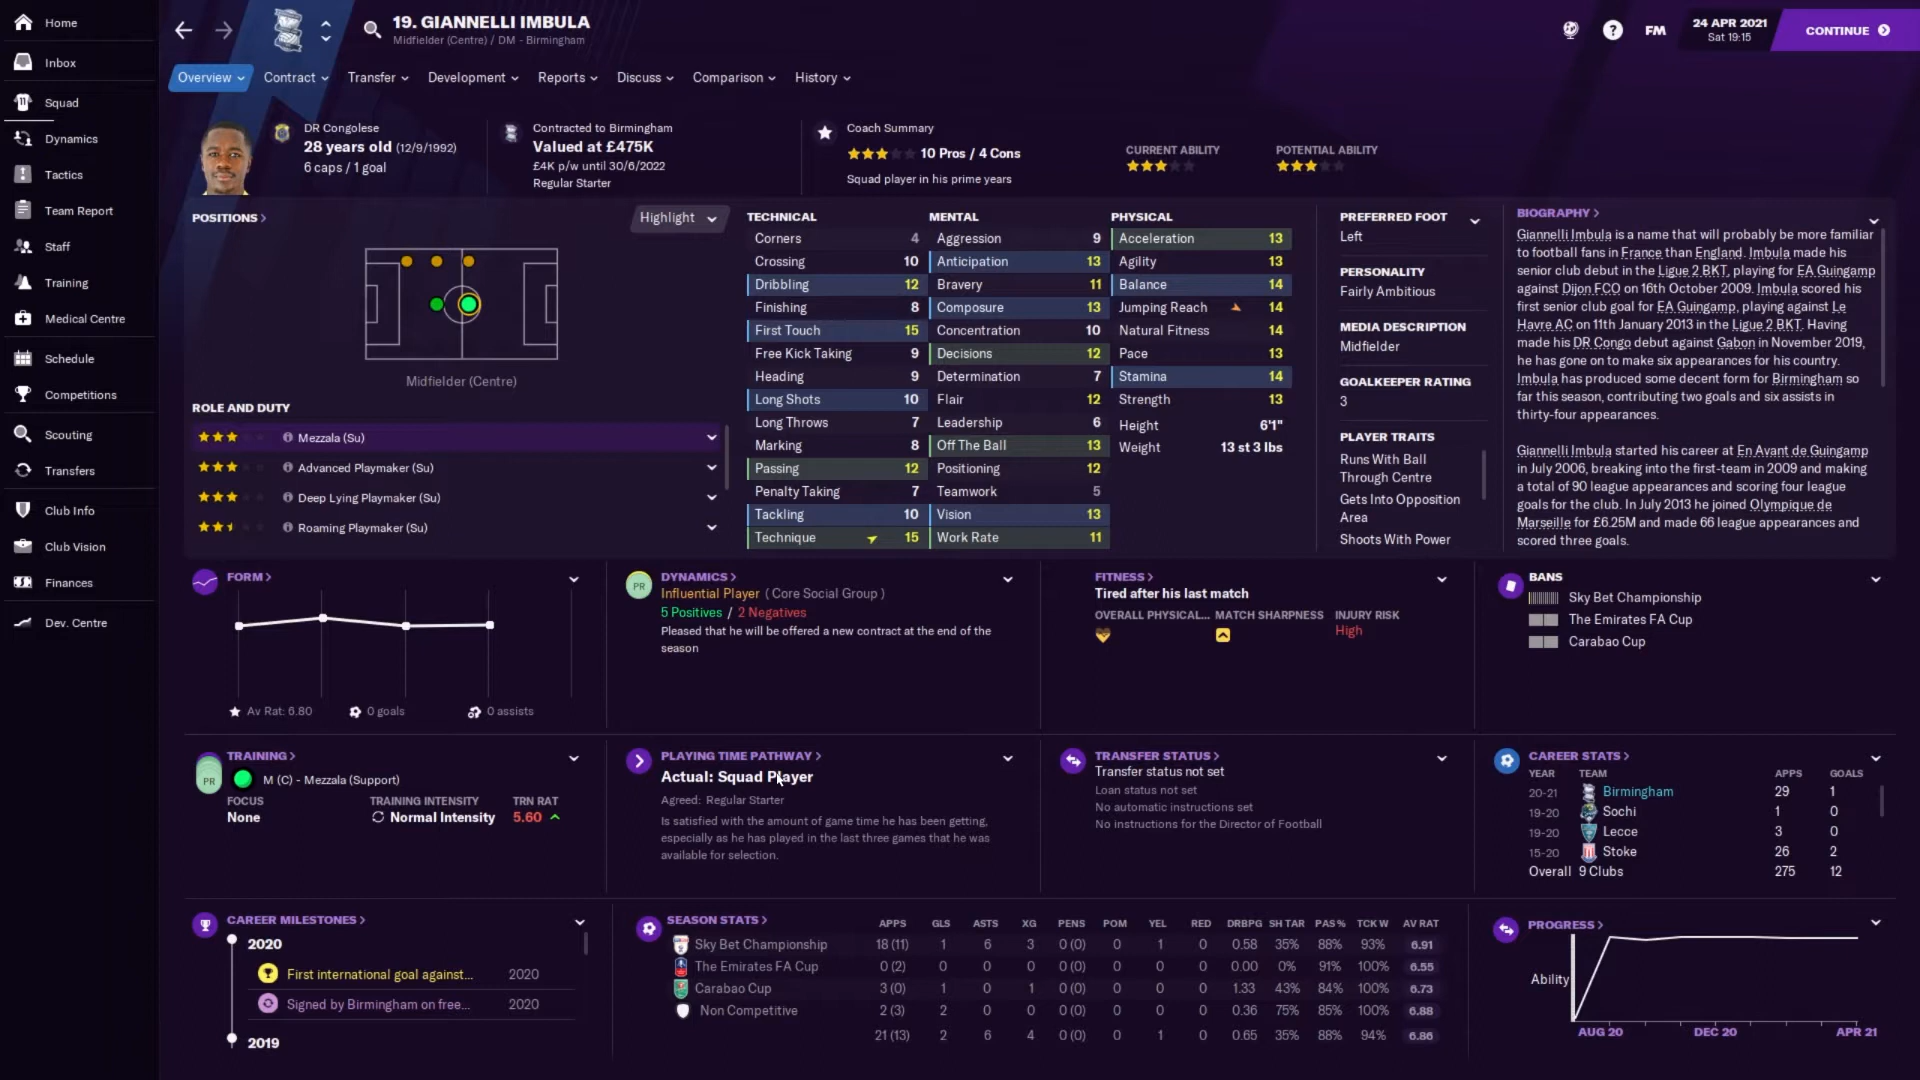 Home
Inbox
Squad
Dynamics
Tactics
Team Report
Staff
Training
Medical Centre
Schedule
Competitions
Scouting
Transfers
Club Info
Club Vision
Finances
Dev. Centre
19. GIANNELLI IMBULA
Midfielder (Centre) / DM - Birmingham
FM
24 APR 2021
Sat 19:15
CONTINUE
Overview
Contract
Transfer
Development
Reports
Discuss
Comparison
History
DR Congolese
28 years old (12/9/1992)
6 caps / 1 goal
Contracted to Birmingham
Valued at £475K
£4K p/w until 30/6/2022
Regular Starter
Coach Summary
10 Pros / 4 Cons
Squad player in his prime years
CURRENT ABILITY
POTENTIAL ABILITY
POSITIONS >
Highlight
Midfielder (Centre)
ROLE AND DUTY
Mezzala (Su)
Advanced Playmaker (Su)
Deep Lying Playmaker (Su)
Roaming Playmaker (Su)
TECHNICAL
Corners 4
Crossing 10
Dribbling 12
Finishing 8
First Touch 15
Free Kick Taking 9
Heading 9
Long Shots 10
Long Throws 7
Marking 8
Passing 12
Penalty Taking 7
Tackling 10
Technique 15
MENTAL
Aggression 9
Anticipation 13
Bravery 11
Composure 13
Concentration 10
Decisions 12
Determination 7
Flair 12
Leadership 6
Off The Ball 13
Positioning 12
Teamwork 5
Vision 13
Work Rate 11
PHYSICAL
Acceleration 13
Agility 13
Balance 14
Jumping Reach 14
Natural Fitness 14
Pace 13
Stamina 14
Strength 13
Height 6'1"
Weight 13 st 3 lbs
PREFERRED FOOT
Left
PERSONALITY
Fairly Ambitious
MEDIA DESCRIPTION
Midfielder
GOALKEEPER RATING
3
PLAYER TRAITS
Runs With Ball
Through Centre
Gets Into Opposition
Area
Shoots With Power
BIOGRAPHY >
Giannelli Imbula is a name that will probably be more familiar
to football fans in France than England. Imbula made his
senior club debut in the Ligue 2 BKT, playing for EA Guingamp
against Dijon FCO on 16th October 2009. Imbula scored his
first senior club goal for EA Guingamp, playing against Le
Havre AC on 11th January 2013 in the Ligue 2 BKT. Having
made his DR Congo debut against Gabon in November 2019,
he has gone on to make six appearances for his country.
Imbula has produced some decent form for Birmingham so
far this season, contributing two goals and six assists in
thirty-four appearances.
Giannelli Imbula started his career at En Avant de Guingamp
in July 2006, breaking into the first-team in 2009 and making
a total of 90 league appearances and scoring four league
goals for the club. In July 2013 he joined Olympique de
Marseille for £6.25M and made 66 league appearances and
scored three goals.
FORM >
Av Rat: 6.80
0 goals
0 assists
PR
DYNAMICS >
Influential Player ( Core Social Group )
5 Positives / 2 Negatives
Pleased that he will be offered a new contract at the end of the
season
FITNESS >
Tired after his last match
OVERALL PHYSICAL... MATCH SHARPNESS INJURY RISK
High
BANS
Sky Bet Championship
The Emirates FA Cup
Carabao Cup
TRAINING >
PR
M (C) - Mezzala (Support)
FOCUS TRAINING INTENSITY TRN RAT
None Normal Intensity 5.60
PLAYING TIME PATHWAY >
Actual: Squad Player
Agreed: Regular Starter
Is satisfied with the amount of game time he has been getting,
especially as he has played in the last three games that he was
available for selection.
TRANSFER STATUS >
Transfer status not set
Loan status not set
No automatic instructions set
No instructions for the Director of Football
CAREER STATS >
YEAR TEAM APPS GOALS
20-21 Birmingham 29 1
19-20 Sochi 1 0
19-20 Lecce 3 0
15-20 Stoke 26 2
Overall 9 Clubs 275 12
CAREER MILESTONES >
2020
First international goal against... 2020
Signed by Birmingham on free... 2020
2019
SEASON STATS > APPS GLS ASTS XG PENS POM YEL RED DRBPG SH TAR PAS % TCK W AV RAT
Sky Bet Championship 18 (11) 1 6 3 0 (0) 0 1 0 0.58 35% 88% 93% 6.91
The Emirates FA Cup 0 (2) 0 0 0 0 (0) 0 0 0 0.00 0% 91% 100% 6.55
Carabao Cup 3 (0) 1 0 1 0 (0) 0 0 0 1.33 43% 84% 100% 6.73
Non Competitive 2 (3) 2 0 0 0 (0) 0 0 0 0.36 75% 85% 100% 6.88
21 (13) 2 6 4 0 (0) 0 1 0 0.65 35% 88% 94% 6.86
PROGRESS >
Ability
AUG 20 DEC 20 APR 21